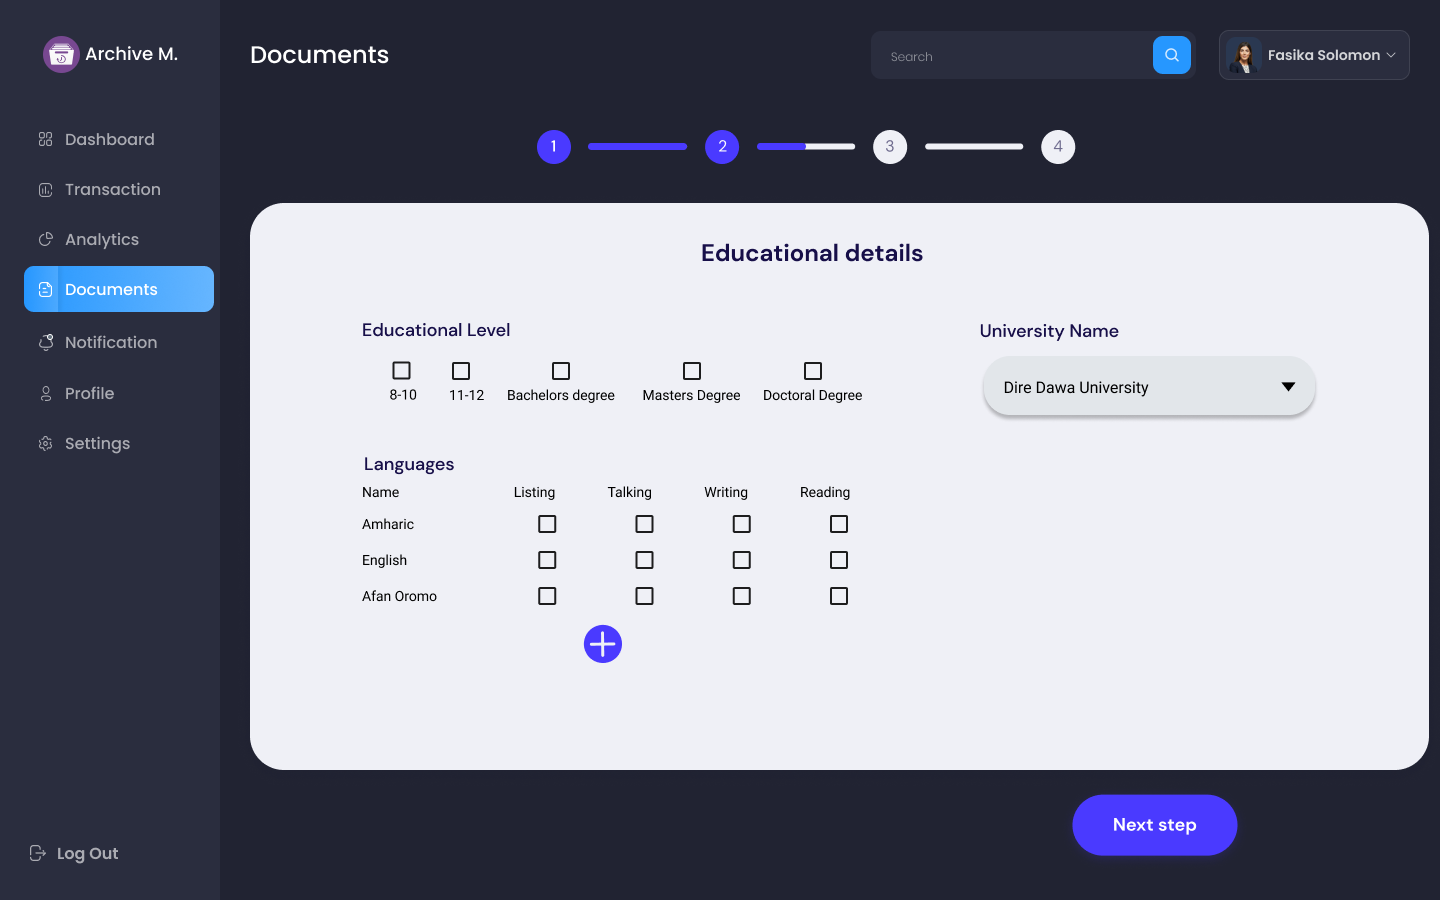 Archive M.
Documents
Search
Fasika Solomon
Dashboard
Transaction
Analytics
Documents
Notification
Profile
Settings
Log Out
1 2 3 4
Educational details
Educational Level
8-10 11-12 Bachelors degree Masters Degree Doctoral Degree
University Name
Dire Dawa University
Languages
Name Listing Talking Writing Reading
Amharic
English
Afan Oromo
Next step